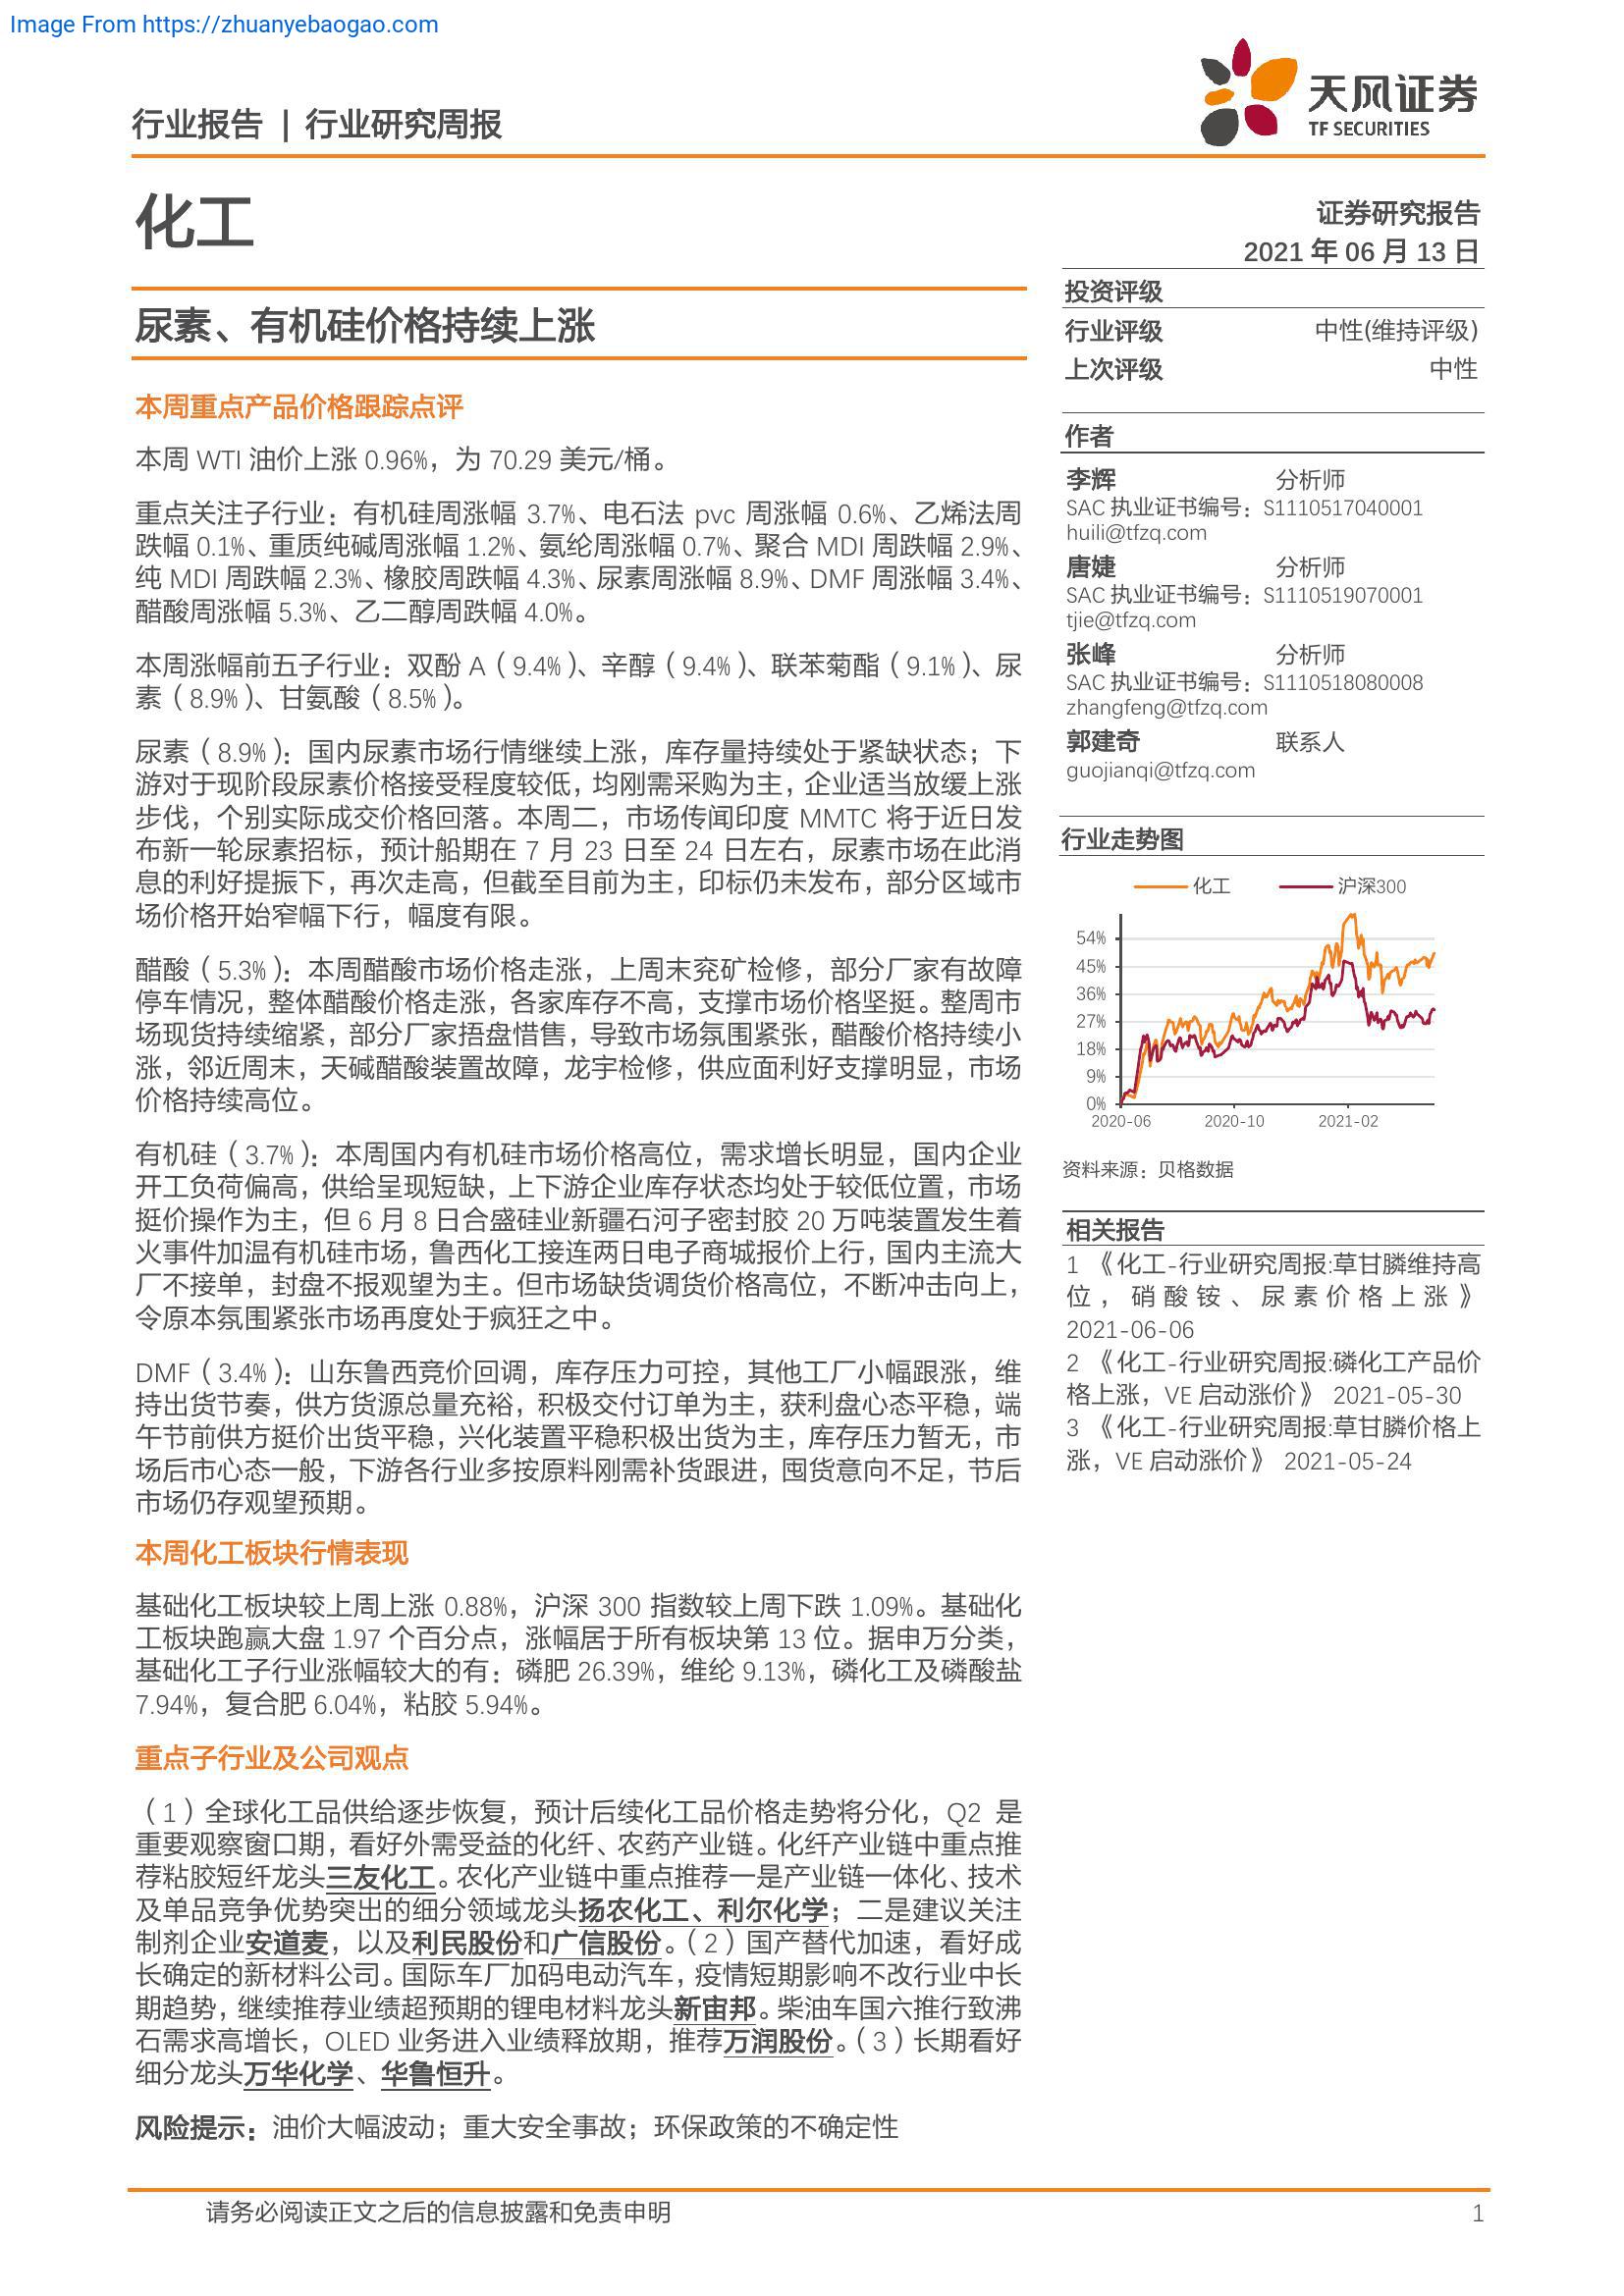 Image From https://zhuanyebaogao.com
行业报告 | 行业研究周报
天风证券
TF SECURITIES
化工
证券研究报告
2021 年 06 月 13 日
尿素、有机硅价格持续上涨
本周重点产品价格跟踪点评
本周 WTI 油价上涨 0.96%，为 70.29 美元/桶。
重点关注子行业：有机硅周涨幅 3.7%、电石法 pvc 周涨幅 0.6%、乙烯法周
跌幅 0.1%、重质纯碱周涨幅 1.2%、氨纶周涨幅 0.7%、聚合 MDI 周跌幅 2.9%、
纯 MDI 周跌幅 2.3%、橡胶周跌幅 4.3%、尿素周涨幅 8.9%、DMF 周涨幅 3.4%、
醋酸周涨幅 5.3%、乙二醇周跌幅 4.0%。
本周涨幅前五子行业：双酚 A（9.4%）、辛醇（9.4%）、联苯菊酯（9.1%）、尿
素（8.9%）、甘氨酸（8.5%）。
尿素（8.9%）：国内尿素市场行情继续上涨，库存量持续处于紧缺状态；下
游对于现阶段尿素价格接受程度较低，均刚需采购为主，企业适当放缓上涨
步伐，个别实际成交价格回落。本周二，市场传闻印度 MMTC 将于近日发
布新一轮尿素招标，预计船期在 7 月 23 日至 24 日左右，尿素市场在此消
息的利好提振下，再次走高，但截至目前为主，印标仍未发布，部分区域市
场价格开始窄幅下行，幅度有限。
醋酸（5.3%）：本周醋酸市场价格走涨，上周末兖矿检修，部分厂家有故障
停车情况，整体醋酸价格走涨，各家库存不高，支撑市场价格坚挺。整周市
场现货持续缩紧，部分厂家捂盘惜售，导致市场氛围紧张，醋酸价格持续小
涨，邻近周末，天碱醋酸装置故障，龙宇检修，供应面利好支撑明显，市场
价格持续高位。
有机硅（3.7%）：本周国内有机硅市场价格高位，需求增长明显，国内企业
开工负荷偏高，供给呈现短缺，上下游企业库存状态均处于较低位置，市场
挺价操作为主，但 6 月 8 日合盛硅业新疆石河子密封胶 20 万吨装置发生着
火事件加温有机硅市场，鲁西化工接连两日电子商城报价上行，国内主流大
厂不接单，封盘不报观望为主。但市场缺货调货价格高位，不断冲击向上，
令原本氛围紧张市场再度处于疯狂之中。
DMF（3.4%）：山东鲁西竞价回调，库存压力可控，其他工厂小幅跟涨，维
持出货节奏，供方货源总量充裕，积极交付订单为主，获利盘心态平稳，端
午节前供方挺价出货平稳，兴化装置平稳积极出货为主，库存压力暂无，市
场后市心态一般，下游各行业多按原料刚需补货跟进，囤货意向不足，节后
市场仍存观望预期。
本周化工板块行情表现
基础化工板块较上周上涨 0.88%，沪深 300 指数较上周下跌 1.09%。基础化
工板块跑赢大盘 1.97 个百分点，涨幅居于所有板块第 13 位。据申万分类，
基础化工子行业涨幅较大的有：磷肥 26.39%，维纶 9.13%，磷化工及磷酸盐
7.94%，复合肥 6.04%，粘胶 5.94%。
重点子行业及公司观点
（1）全球化工品供给逐步恢复，预计后续化工品价格走势将分化，Q2 是
重要观察窗口期，看好外需受益的化纤、农药产业链。化纤产业链中重点推
荐粘胶短纤龙头三友化工。农化产业链中重点推荐一是产业链一体化、技术
及单品竞争优势突出的细分领域龙头扬农化工、利尔化学；二是建议关注
制剂企业安道麦，以及利民股份和广信股份。（2）国产替代加速，看好成
长确定的新材料公司。国际车厂加码电动汽车，疫情短期影响不改行业中长
期趋势，继续推荐业绩超预期的锂电材料龙头新宙邦。柴油车国六推行致沸
石需求高增长，OLED 业务进入业绩释放期，推荐万润股份。（3）长期看好
细分龙头万华化学、华鲁恒升。
风险提示：油价大幅波动；重大安全事故；环保政策的不确定性
投资评级
行业评级 中性(维持评级)
上次评级 中性
作者
李辉 分析师
SAC 执业证书编号：S1110517040001
huili@tfzq.com
唐婕 分析师
SAC 执业证书编号：S1110519070001
tjie@tfzq.com
张峰 分析师
SAC 执业证书编号：S1110518080008
zhangfeng@tfzq.com
郭建奇 联系人
guojianqi@tfzq.com
行业走势图
化工 沪深300
54%
45%
36%
27%
18%
9%
0%
2020-06 2020-10 2021-02
资料来源：贝格数据
相关报告
1 《化工-行业研究周报:草甘膦维持高
位，硝酸铵、尿素价格上涨》
2021-06-06
2 《化工-行业研究周报:磷化工产品价
格上涨，VE 启动涨价》 2021-05-30
3 《化工-行业研究周报:草甘膦价格上
涨，VE 启动涨价》 2021-05-24
请务必阅读正文之后的信息披露和免责申明 1